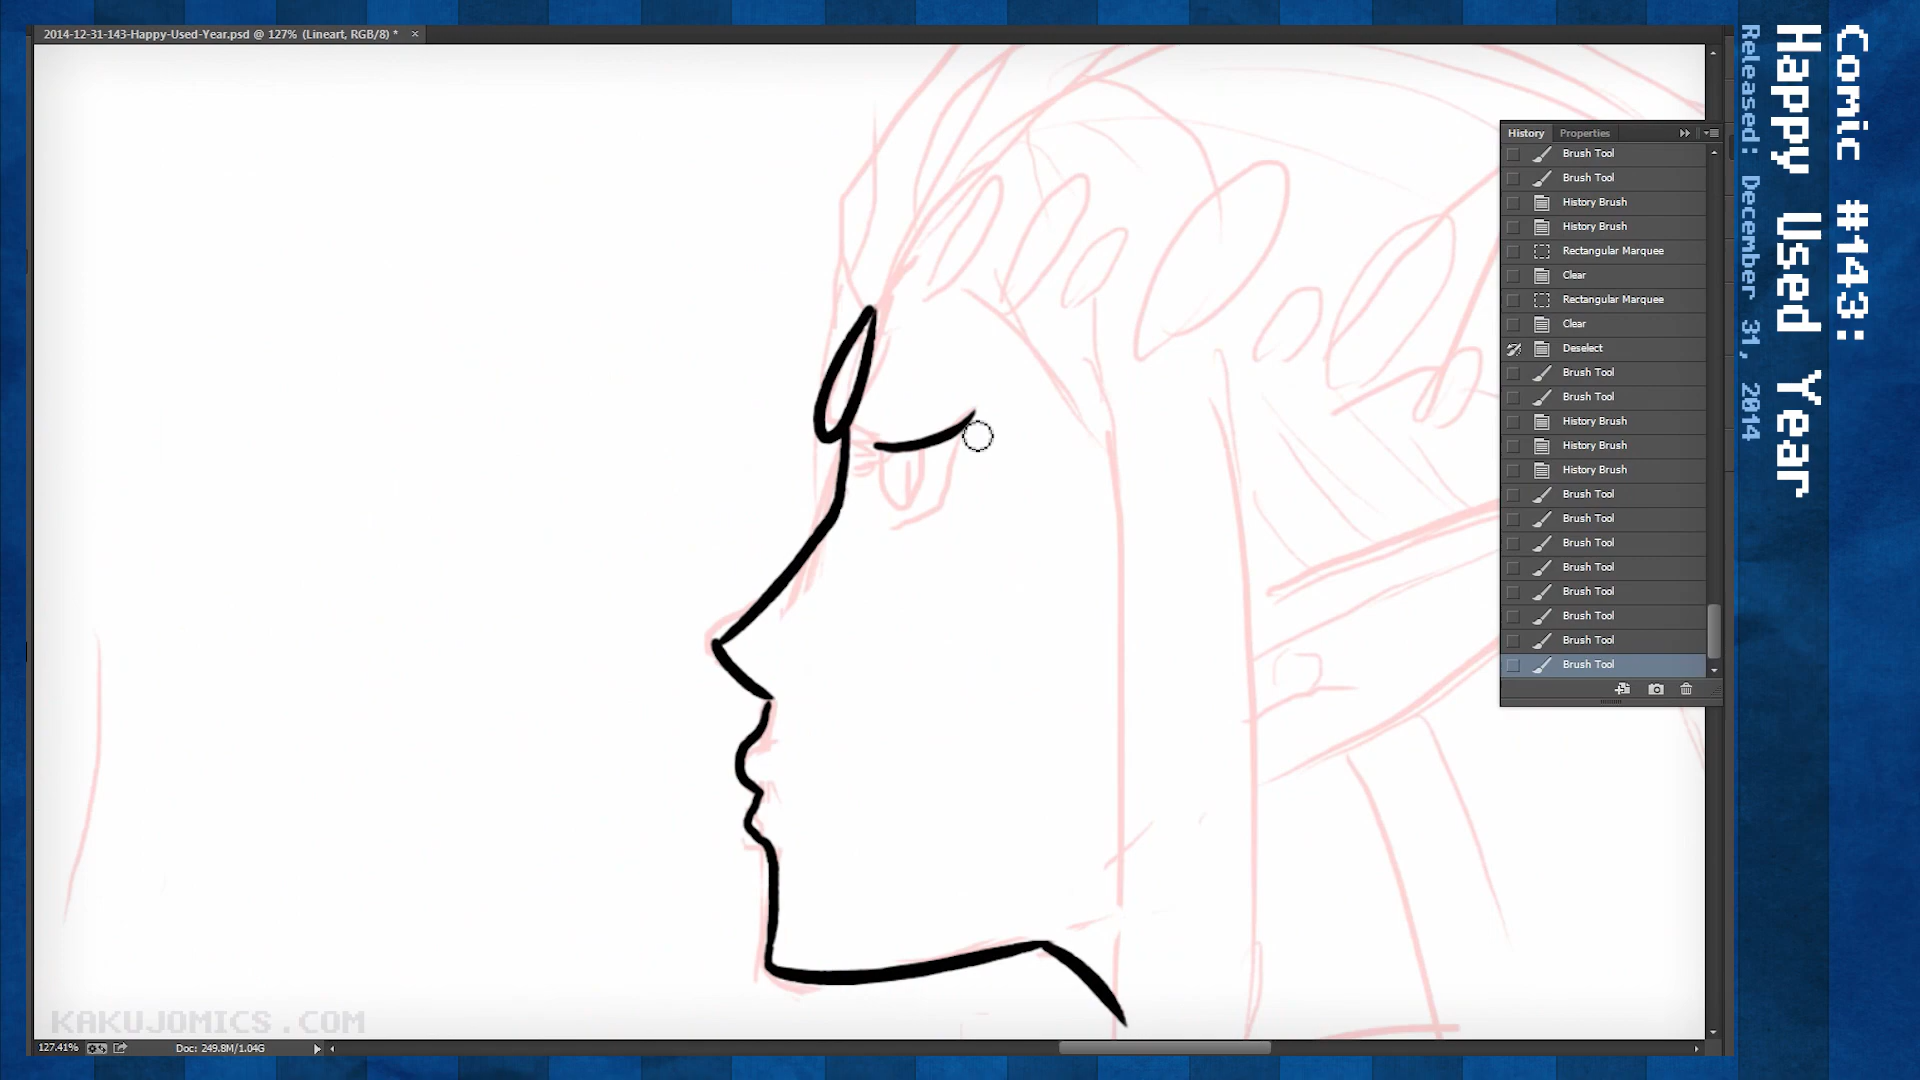 2014-12-31-143-Happy-Used-Year.psd @ 127% (Lineart, RGB/8) * ×
History Properties
Brush Tool
Brush Tool
History Brush
History Brush
Rectangular Marquee
Clear
Rectangular Marquee
Clear
Deselect
Brush Tool
Brush Tool
History Brush
History Brush
History Brush
Brush Tool
Brush Tool
Brush Tool
Brush Tool
Brush Tool
Brush Tool
Brush Tool
Brush Tool
Comic #143:
Happy Used Year
Released: December 31, 2014
KAKUJOMICS.COM
127.41% Doc: 249.8M/1.04G